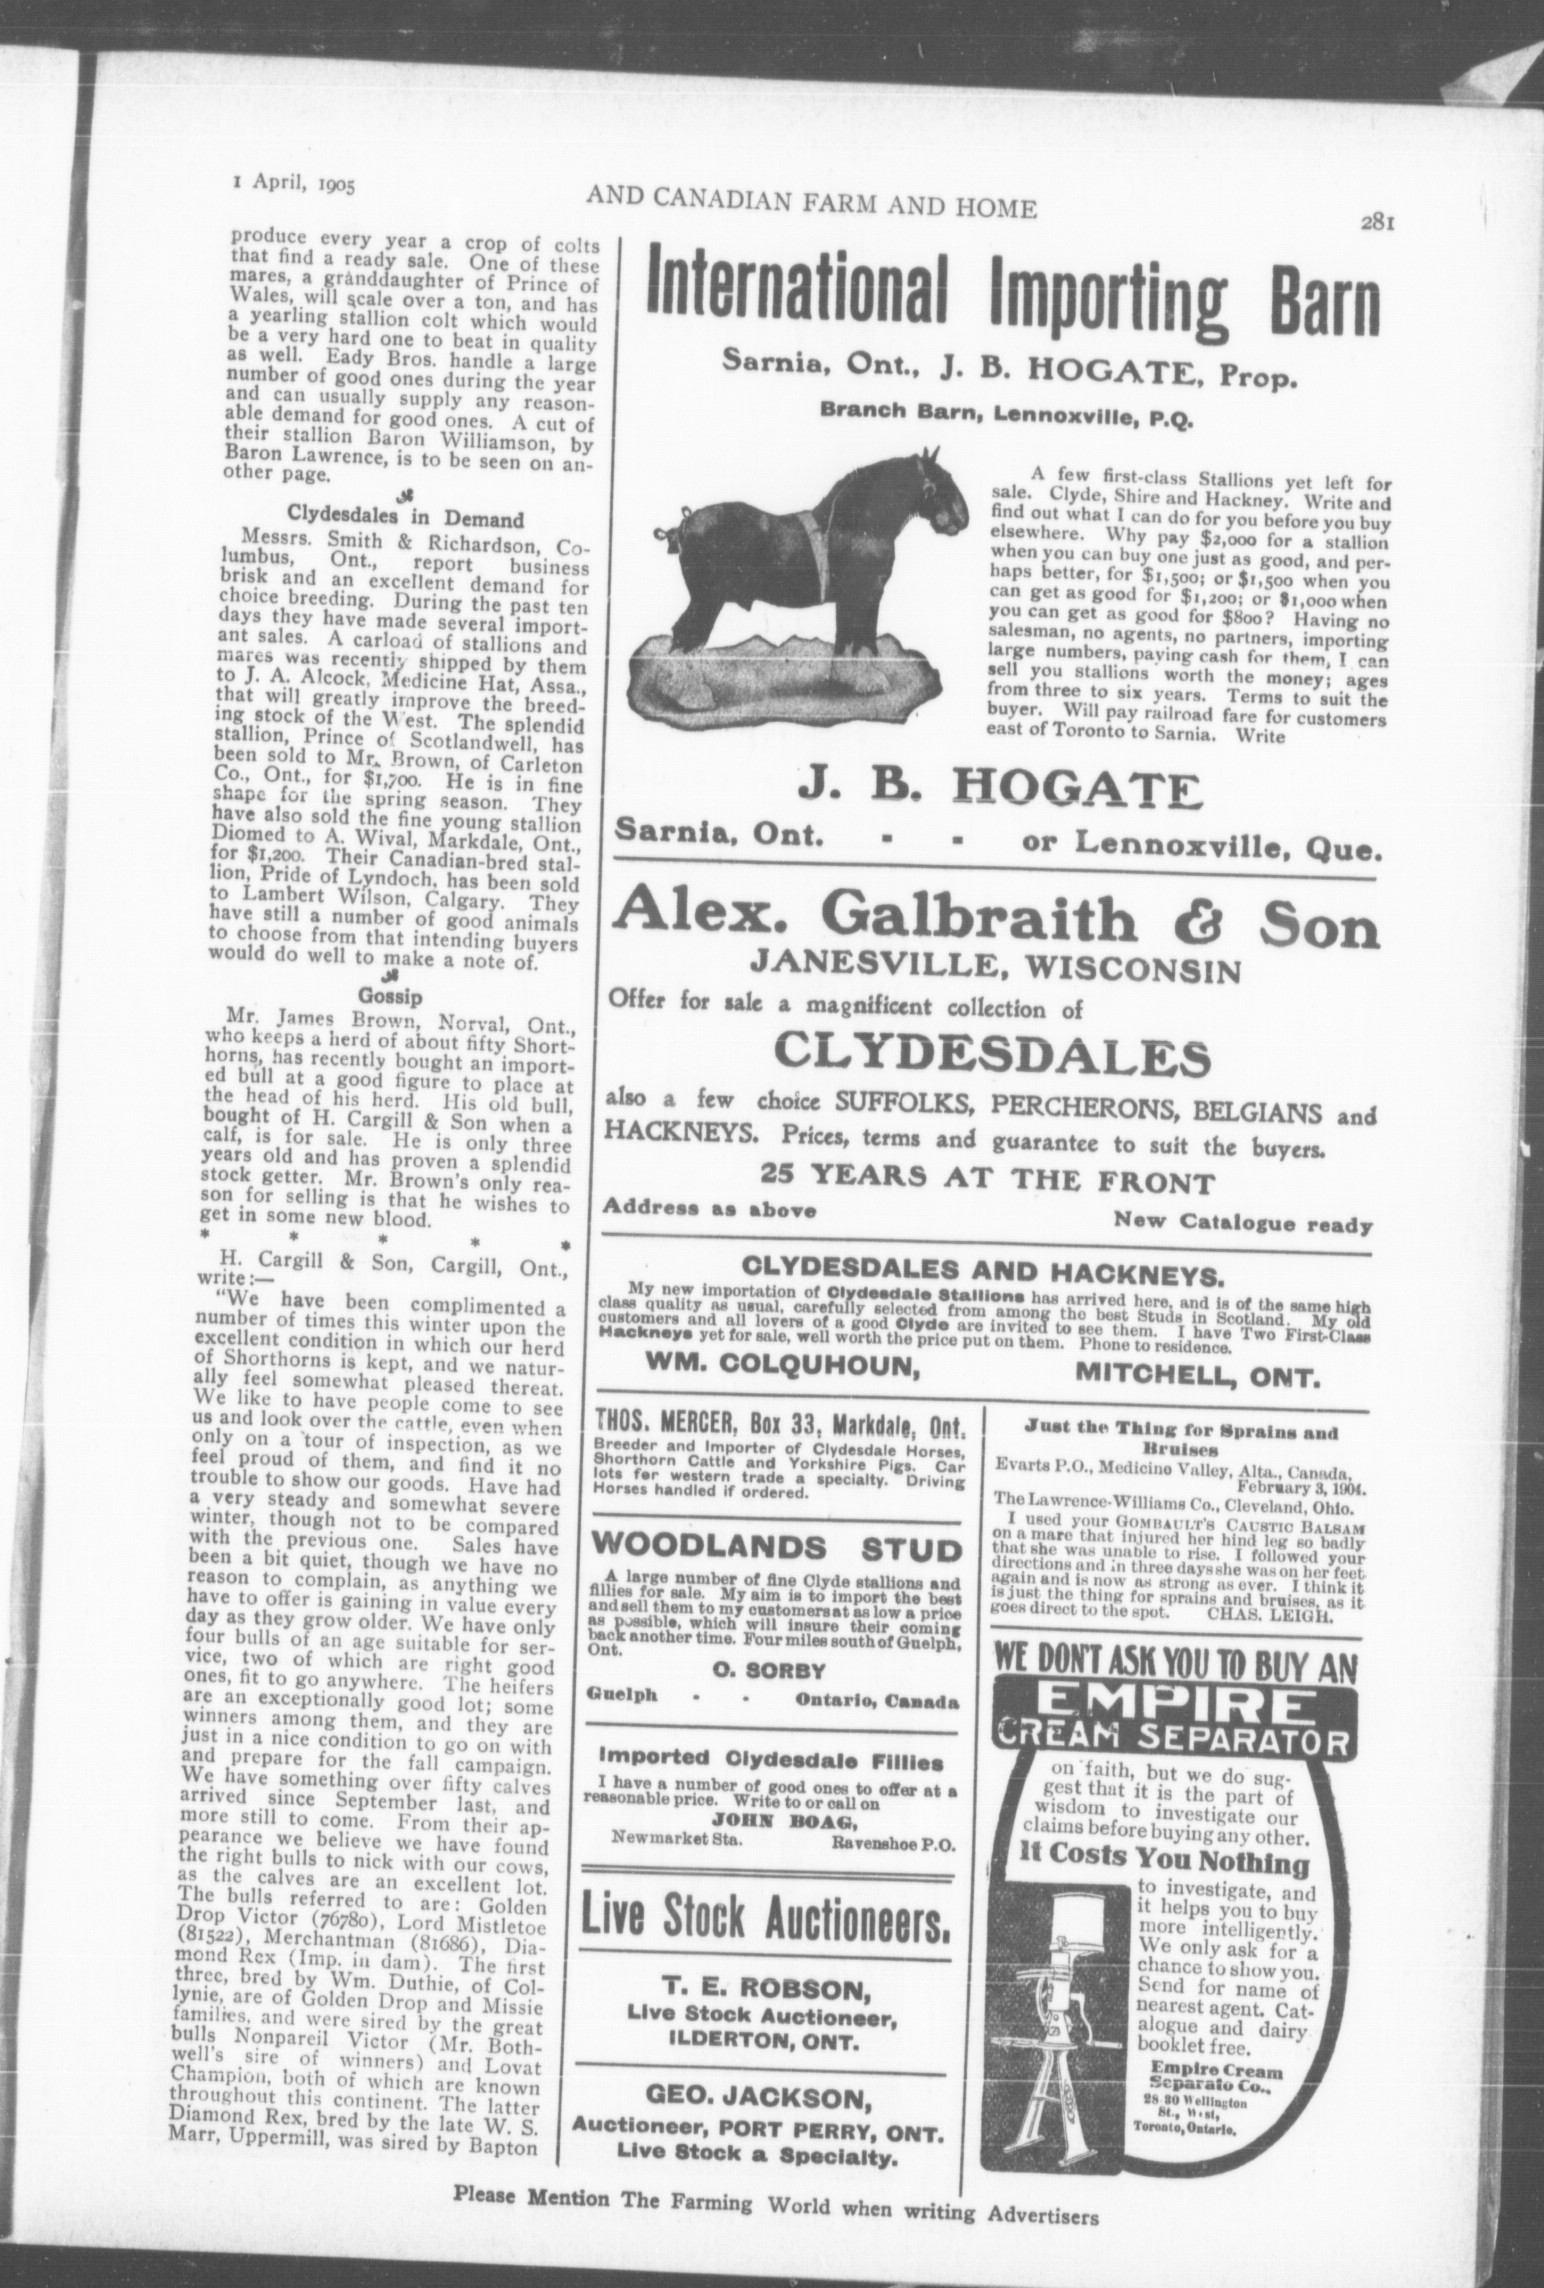 1 April, 1905
AND CANADIAN FARM AND HOME
281
produce every year a crop of colts
that find a ready sale. One of these
mares, a granddaughter of Prince of
Wales, will scale over a ton, and has
a yearling stallion colt which would
be a very hard one to beat in quality
as well. Eady Bros. handle a large
number of good ones during the year
and can usually supply any reason-
able demand for good ones. A cut of
their stallion Baron Williamson, by
Baron Lawrence, is to be seen on an-
other page.
Clydesdales in Demand
Messrs. Smith & Richardson, Co-
lumbus, Ont., report business
brisk and an excellent demand for
choice breeding. During the past ten
days they have made several import-
ant sales. A carload of stallions and
mares was recently shipped by them
to J. A. Alcock, Medicine Hat, Assa.,
that will greatly improve the breed-
ing stock of the West. The splendid
stallion, Prince of Scotlandwell, has
been sold to Mr. Brown, of Carleton
Co., Ont., for $1,700. He is in fine
shape for the spring season. They
have also sold the fine young stallion
Diomed to A. Wival, Markdale, Ont.,
for $1,200. Their Canadian-bred stal-
lion, Pride of Lyndoch, has been sold
to Lambert Wilson, Calgary. They
have still a number of good animals
to choose from that intending buyers
would do well to make a note of.
Gossip
Mr. James Brown, Norval, Ont.,
who keeps a herd of about fifty Short-
horns, has recently bought an import-
ed bull at a good figure to place at
the head of his herd. His old bull,
bought of H. Cargill & Son when a
calf, is for sale. He is only three
years old and has proven a splendid
stock getter. Mr. Brown's only rea-
son for selling is that he wishes to
get in some new blood.
* * * * *
H. Cargill & Son, Cargill, Ont.,
write:—
"We have been complimented a
number of times this winter upon the
excellent condition in which our herd
of Shorthorns is kept, and we natur-
ally feel somewhat pleased thereat.
We like to have people come to see
us and look over the cattle, even when
only on a tour of inspection, as we
feel proud of them, and find it no
trouble to show our goods. Have had
a very steady and somewhat severe
winter, though not to be compared
with the previous one. Sales have
been a bit quiet, though we have no
reason to complain, as anything we
have to offer is gaining in value every
day as they grow older. We have only
four bulls of an age suitable for ser-
vice, two of which are right good
ones, fit to go anywhere. The heifers
are an exceptionally good lot; some
winners among them, and they are
just in a nice condition to go on with
and prepare for the fall campaign.
We have something over fifty calves
arrived since September last, and
more still to come. From their ap-
pearance we believe we have found
the right bulls to nick with our cows,
as the calves are an excellent lot.
The bulls referred to are: Golden
Drop Victor (76780), Lord Mistletoe
(81522), Merchantman (81686), Dia-
mond Rex (Imp. in dam). The first
three, bred by Wm. Duthie, of Col-
lynie, are of Golden Drop and Missie
families, and were sired by the great
bulls Nonpareil Victor (Mr. Both-
well's sire of winners) and Lovat
Champion, both of which are known
throughout this continent. The latter
Diamond Rex, bred by the late W. S.
Marr, Uppermill, was sired by Bapton
International Importing Barn
Sarnia, Ont., J. B. HOGATE, Prop.
Branch Barn, Lennoxville, P.Q.
A few first-class Stallions yet left for
sale. Clyde, Shire and Hackney. Write and
find out what I can do for you before you buy
elsewhere. Why pay $2,000 for a stallion
when you can buy one just as good, and per-
haps better, for $1,500; or $1,500 when you
can get as good for $1,200; or $1,000 when
you can get as good for $800? Having no
salesman, no agents, no partners, importing
large numbers, paying cash for them, I can
sell you stallions worth the money; ages
from three to six years. Terms to suit the
buyer. Will pay railroad fare for customers
east of Toronto to Sarnia. Write
J. B. HOGATE
Sarnia, Ont. - - or Lennoxville, Que.
Alex. Galbraith & Son
JANESVILLE, WISCONSIN
Offer for sale a magnificent collection of
CLYDESDALES
also a few choice SUFFOLKS, PERCHERONS, BELGIANS and
HACKNEYS. Prices, terms and guarantee to suit the buyers.
25 YEARS AT THE FRONT
Address as above New Catalogue ready
CLYDESDALES AND HACKNEYS.
My new importation of Clydesdale Stallions has arrived here, and is of the same high
class quality as usual, carefully selected from among the best Studs in Scotland. My old
customers and all lovers of a good Clyde are invited to see them. I have Two First-Class
Hackneys yet for sale, well worth the price put on them. Phone to residence.
WM. COLQUHOUN, MITCHELL, ONT.
THOS. MERCER, Box 33, Markdale, Ont.
Breeder and Importer of Clydesdale Horses,
Shorthorn Cattle and Yorkshire Pigs. Car
lots for western trade a specialty. Driving
Horses handled if ordered.
WOODLANDS STUD
A large number of fine Clyde stallions and
fillies for sale. My aim is to import the best
and sell them to my customers at as low a price
as possible, which will insure their coming
back another time. Four miles south of Guelph,
Ont.
O. SORBY
Guelph - - Ontario, Canada
Imported Clydesdale Fillies
I have a number of good ones to offer at a
reasonable price. Write to or call on
JOHN BOAG,
Newmarket Sta. Ravenshoe P.O.
Live Stock Auctioneers.
T. E. ROBSON,
Live Stock Auctioneer,
ILDERTON, ONT.
GEO. JACKSON,
Auctioneer, PORT PERRY, ONT.
Live Stock a Specialty.
Just the Thing for Sprains and
Bruises
Evarts P.O., Medicine Valley, Alta., Canada,
February 3, 1904.
The Lawrence-Williams Co., Cleveland, Ohio.
I used your GOMBAULT'S CAUSTIC BALSAM
on a mare that injured her hind leg so badly
that she was unable to rise. I followed your
directions and in three days she was on her feet
again and is now as strong as ever. I think it
is just the thing for sprains and bruises, as it
goes direct to the spot. CHAS. LEIGH.
WE DON'T ASK YOU TO BUY AN
EMPIRE
CREAM SEPARATOR
on faith, but we do sug-
gest that it is the part of
wisdom to investigate our
claims before buying any other.
It Costs You Nothing
to investigate, and
it helps you to buy
more intelligently.
We only ask for a
chance to show you.
Send for name of
nearest agent. Cat-
alogue and dairy
booklet free.
Empire Cream
Separato Co.,
28 30 Wellington
St., West,
Toronto, Ontario.
Please Mention The Farming World when writing Advertisers